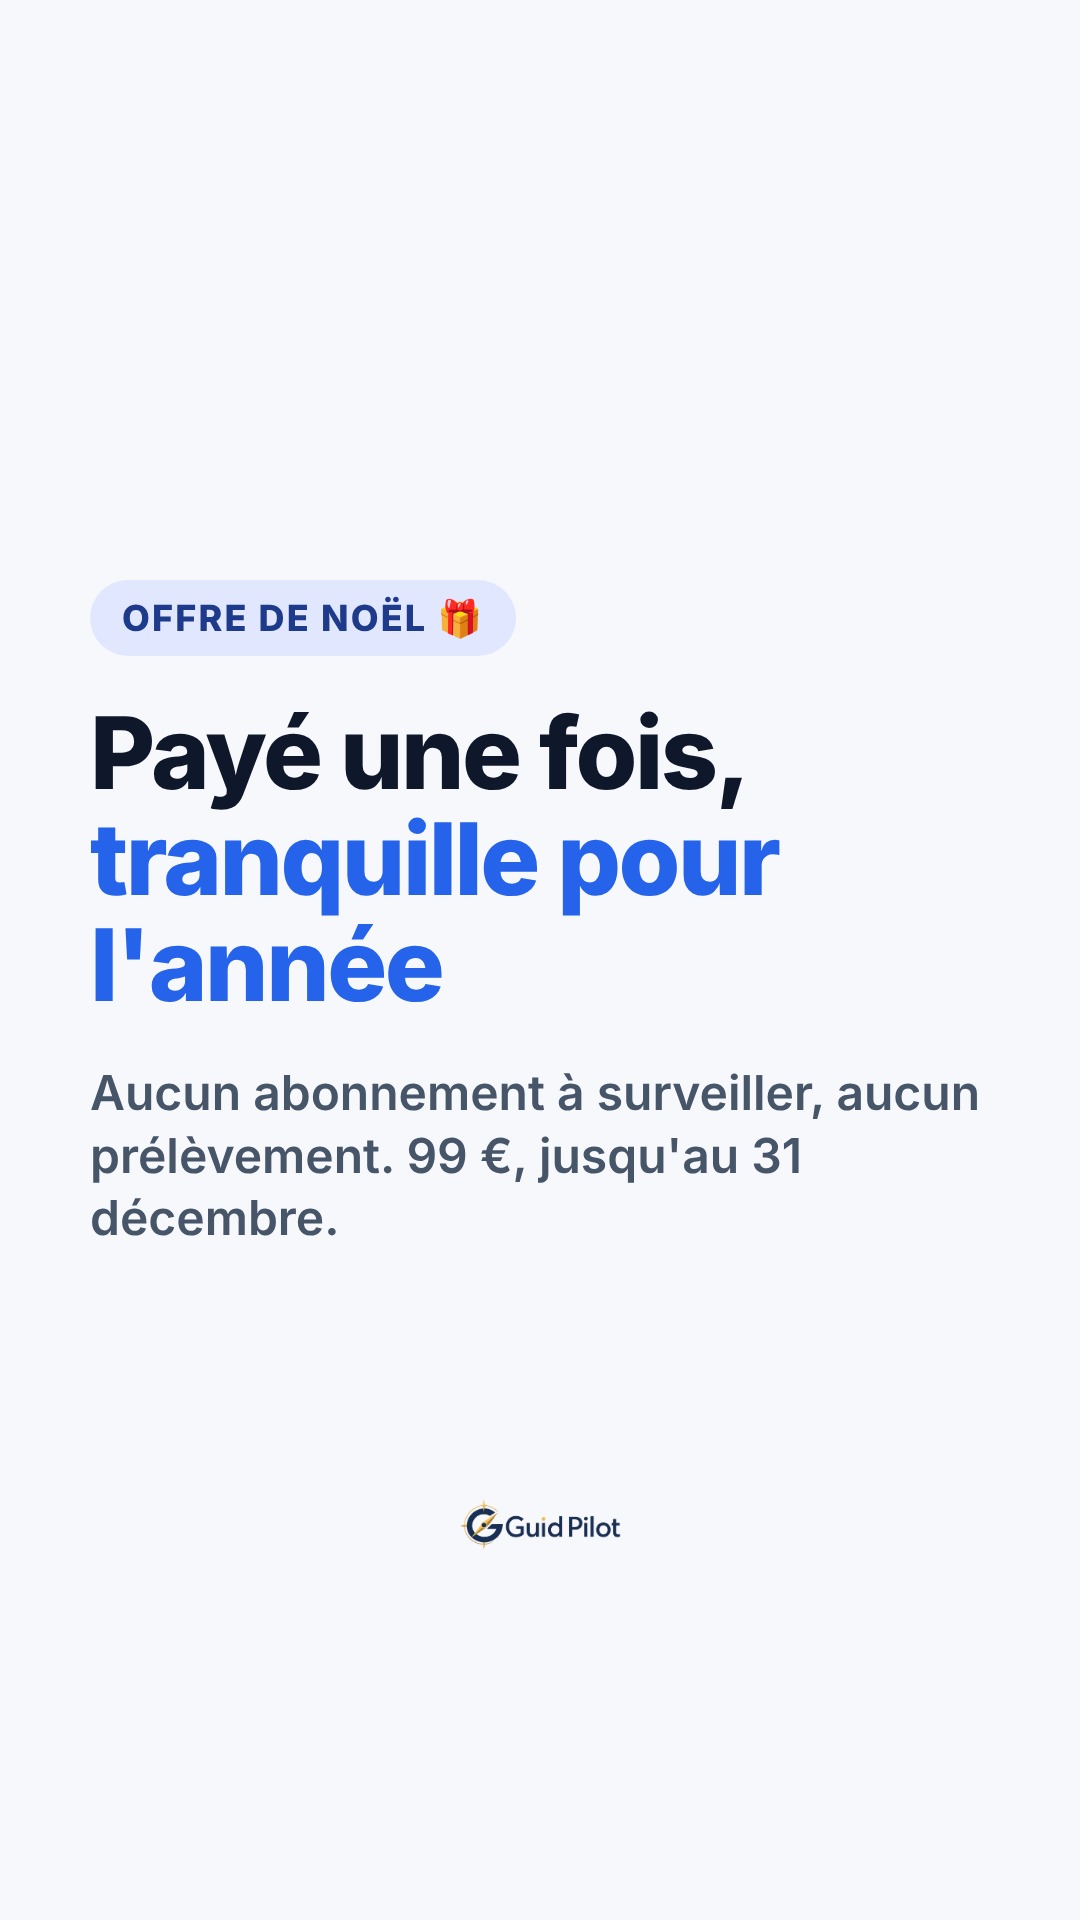 OFFRE DE NOËL 🎁
Payé une fois,
tranquille pour
l'année
Aucun abonnement à surveiller, aucun
prélèvement. 99 €, jusqu'au 31
décembre.
Guid Pilot